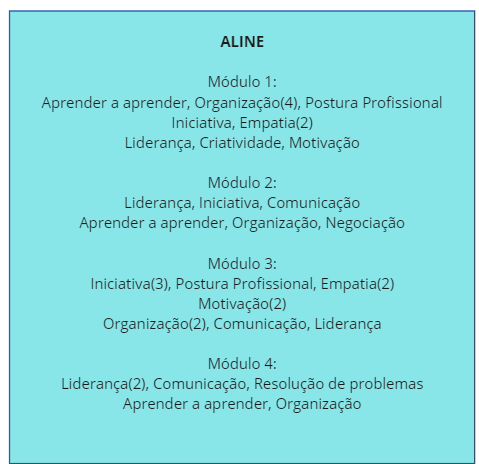 ALINE
Módulo 1:
Aprender a aprender, Organização(4), Postura Profissional
Iniciativa, Empatia(2)
Liderança, Criatividade, Motivação
Módulo 2:
Liderança, Iniciativa, Comunicação
Aprender a aprender, Organização, Negociação
Módulo 3:
Iniciativa(3), Postura Profissional, Empatia(2)
Motivação(2)
Organização(2), Comunicação, Liderança
Módulo 4:
Liderança(2), Comunicação, Resolução de problemas
Aprender a aprender, Organização